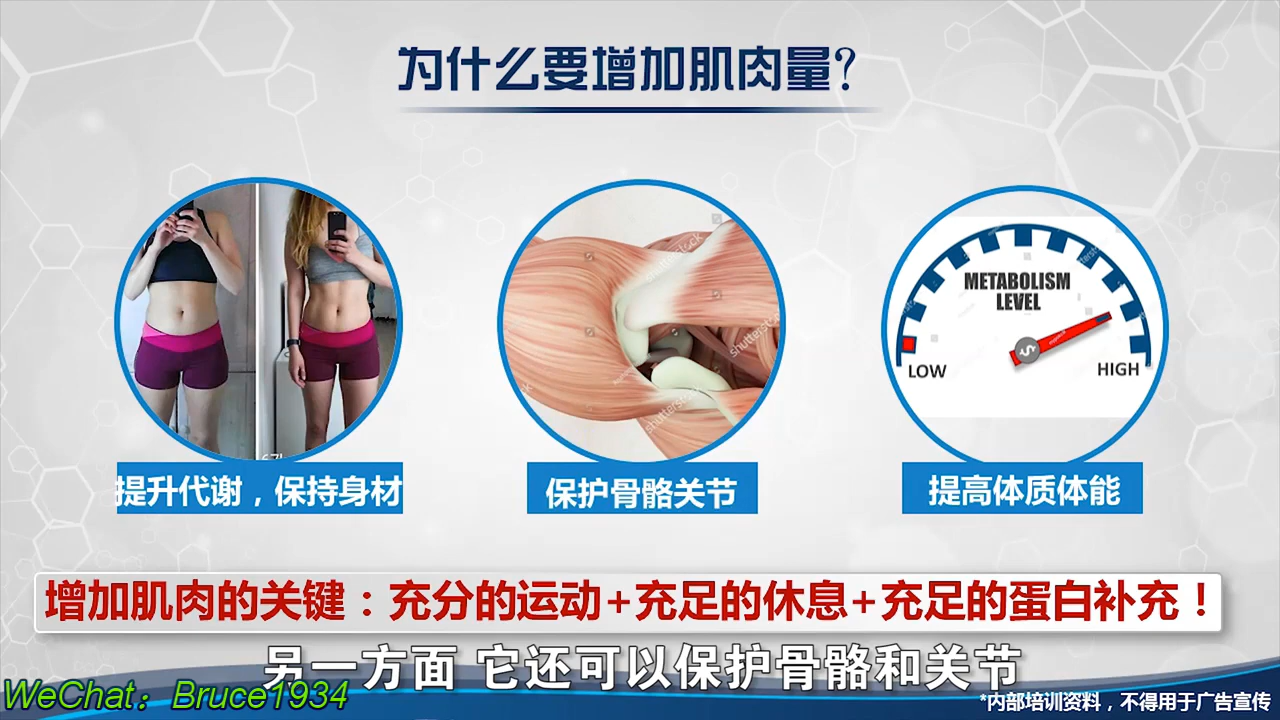 为什么要增加肌肉量？
METABOLISM
LEVEL
LOW
HIGH
shutterstock
shutterstock
提升代谢，保持身材
保护骨骼关节
提高体质体能
增加肌肉的关键：充分的运动+充足的休息+充足的蛋白补充！
另一方面 它还可以保护骨骼和关节
WeChat：Bruce1934
*内部培训资料，不得用于广告宣传